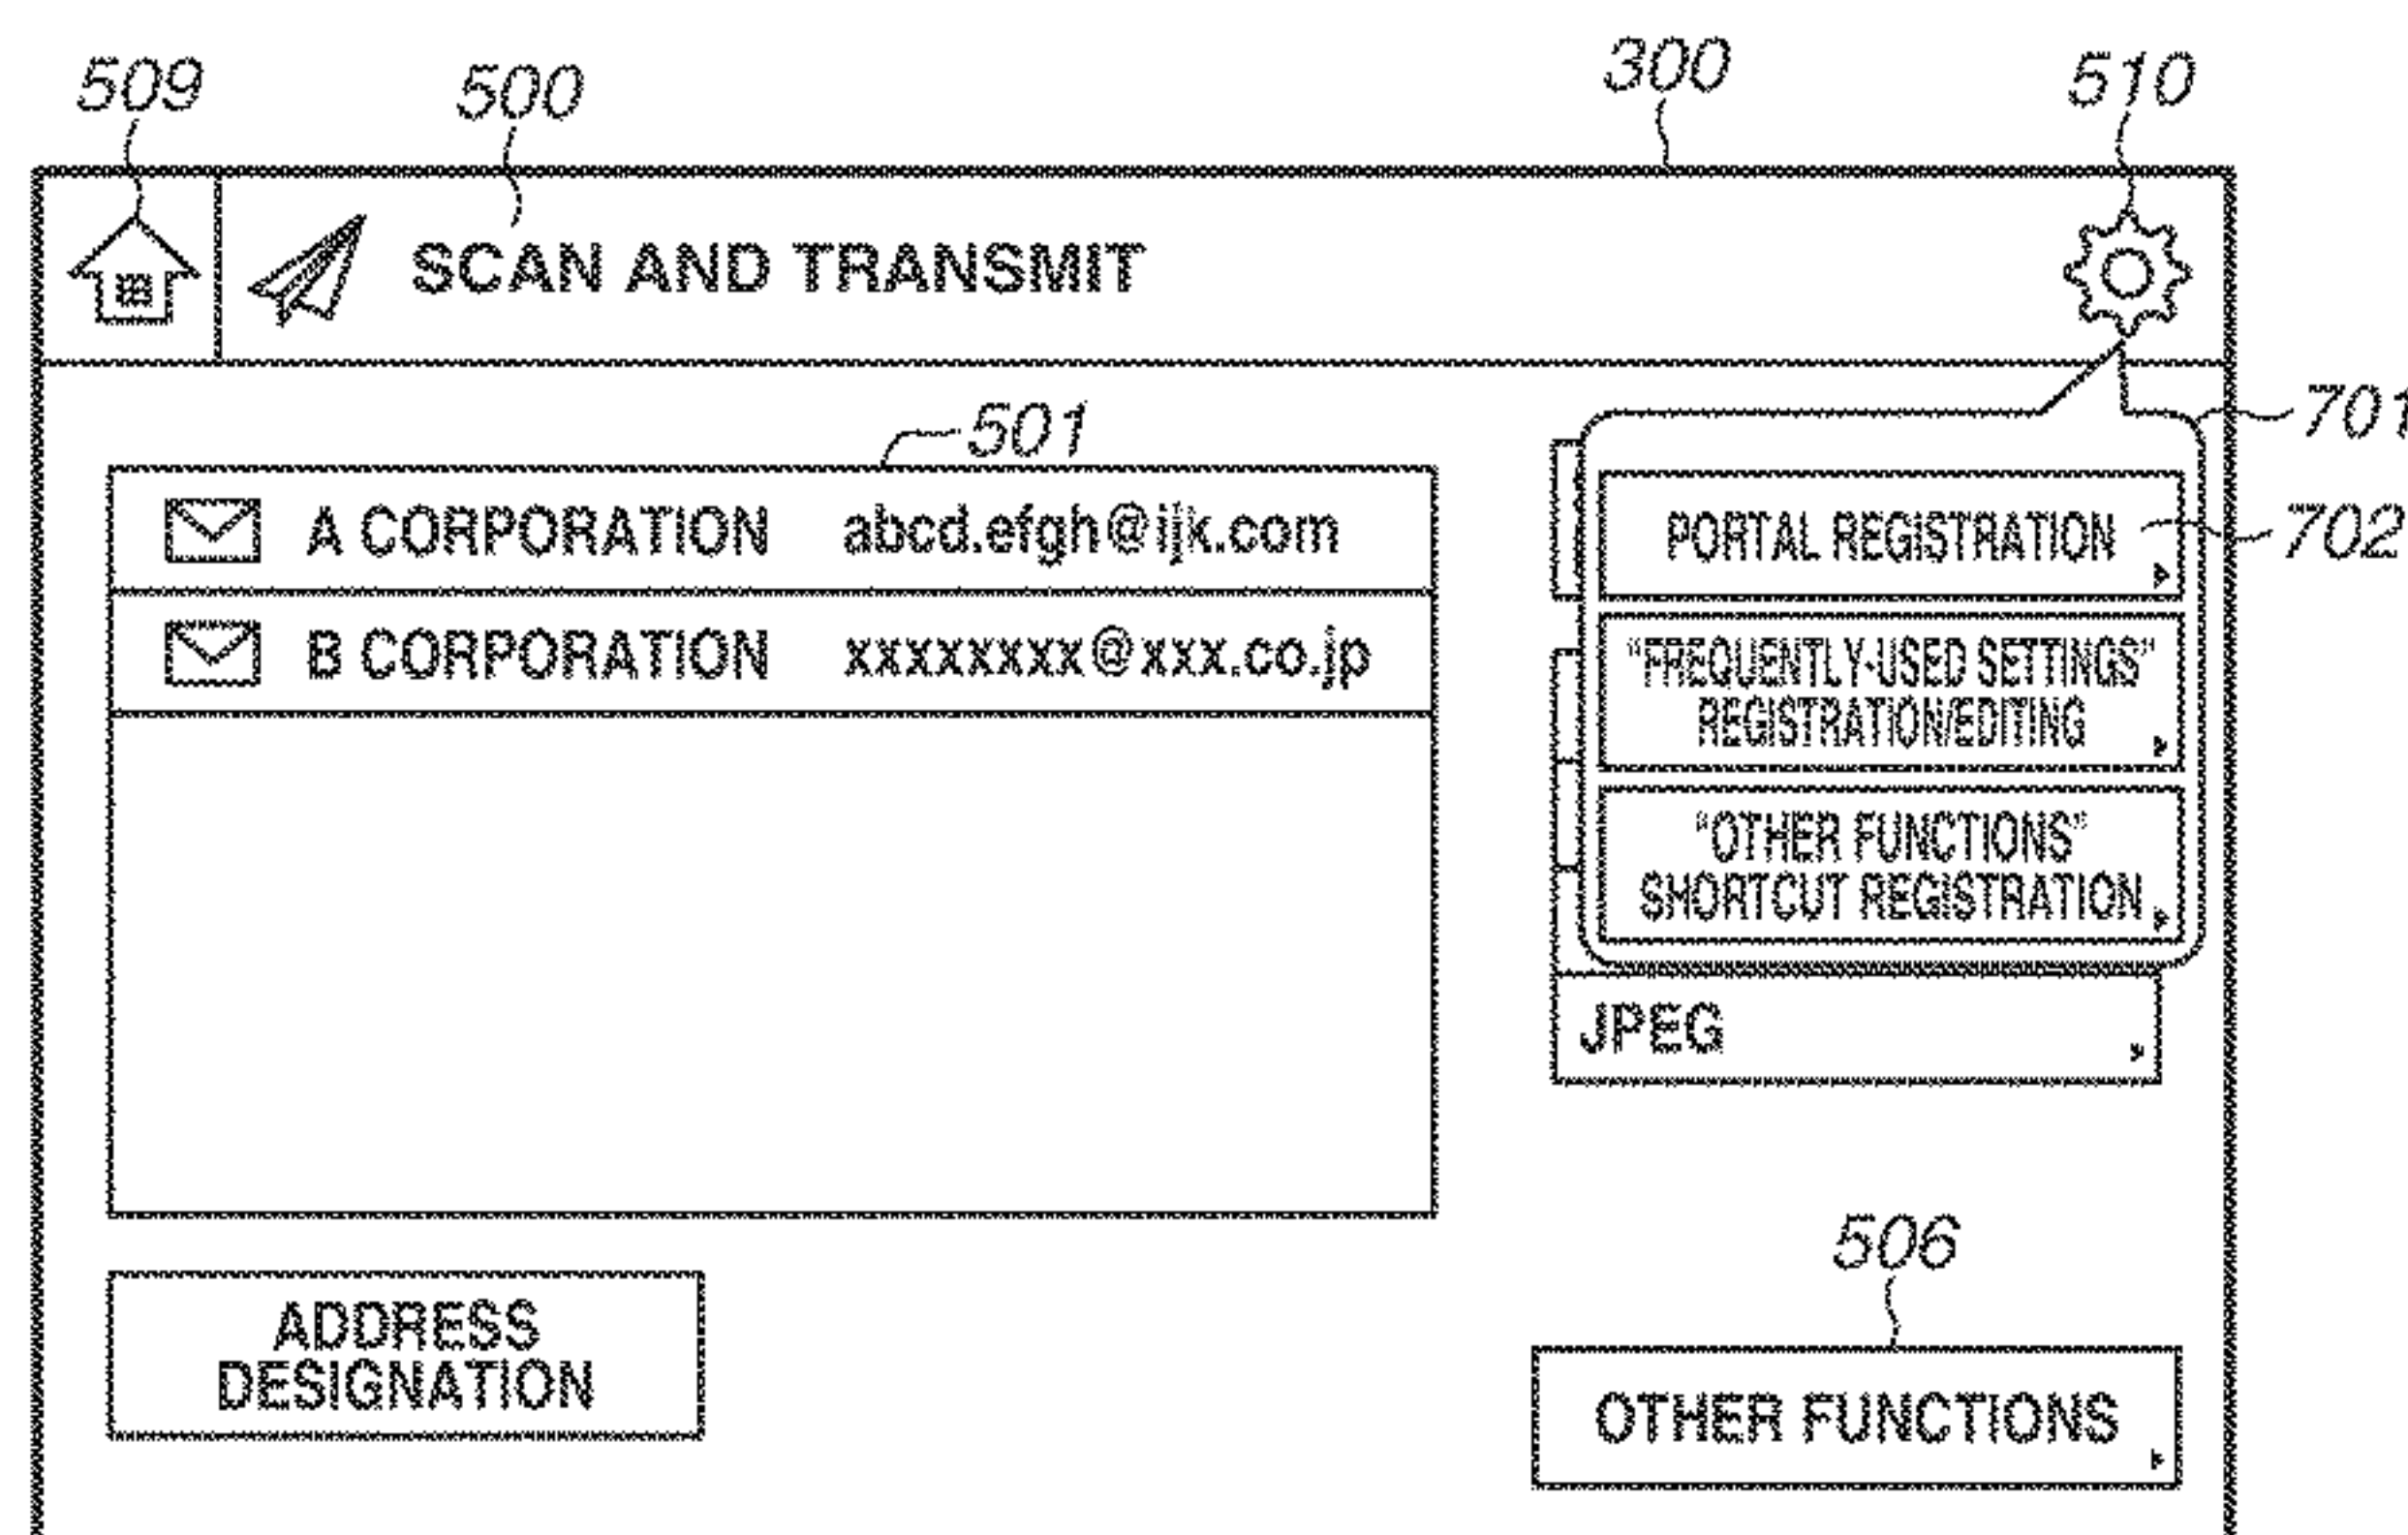 509 500 300 510
SCAN AND TRANSMIT
501
701
A CORPORATION abcd.efgh@ijk.com
B CORPORATION xxxxxxxx@xxx.co.jp
PORTAL REGISTRATION
702
"FREQUENTLY-USED SETTINGS"
REGISTRATION/EDITING
"OTHER FUNCTIONS"
SHORTCUT REGISTRATION
JPEG
506
ADDRESS
DESIGNATION
OTHER FUNCTIONS